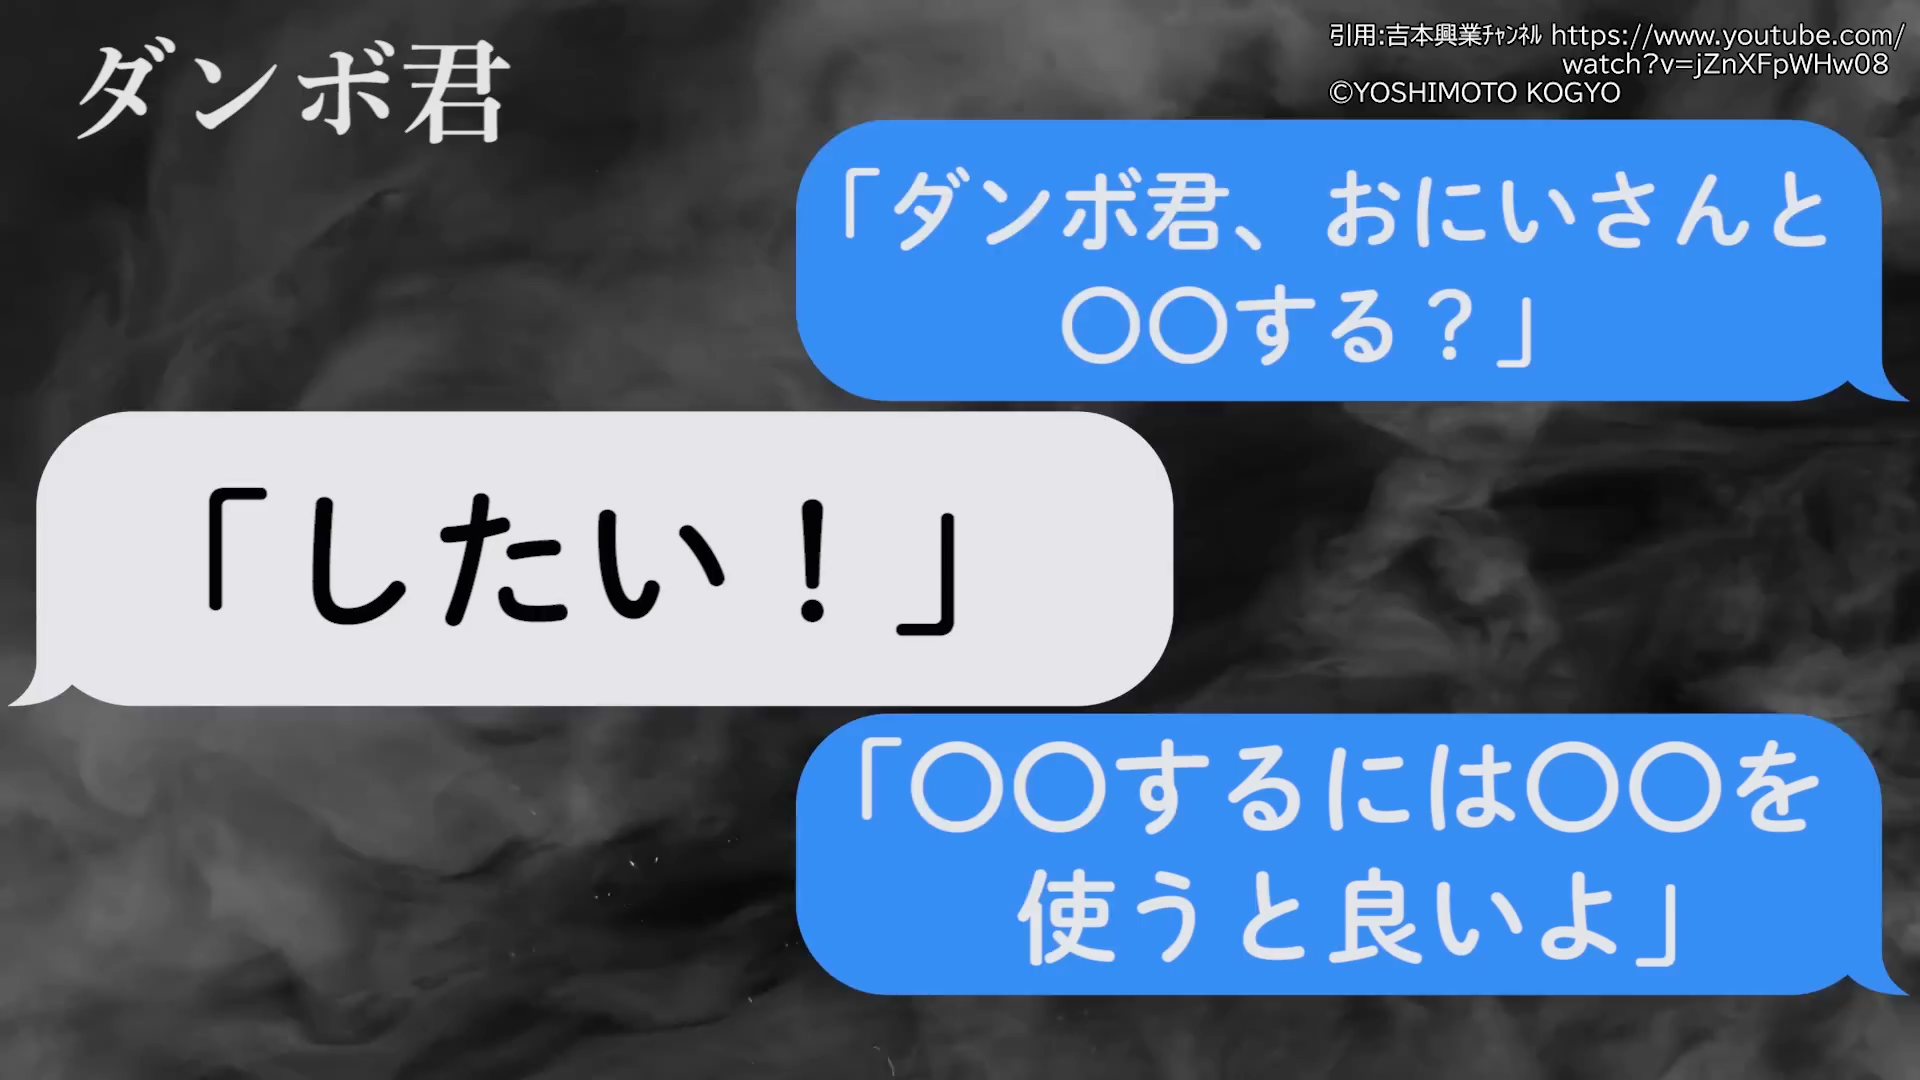 ダンボ君
引用:吉本興業ﾁｬﾝﾈﾙ https://www.youtube.com/
watch?v=jZnXFpWHw08
©YOSHIMOTO KOGYO
「ダンボ君、おにいさんと
〇〇する？」
「したい！」
「〇〇するには〇〇を
使うと良いよ」